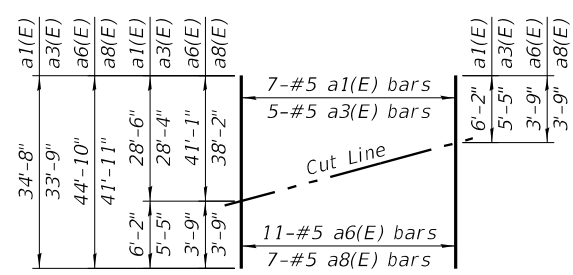 a1(E) a3(E) a6(E) a8(E) a1(E) a3(E) a6(E) a8(E)
a1(E) a3(E) a6(E) a8(E)
7-#5 a1(E) bars
5-#5 a3(E) bars
34'-8" 33'-9" 44'-10" 41'-11"
28'-6" 28'-4" 41'-1" 38'-2"
6'-2" 5'-5" 3'-9" 3'-9"
6'-2" 5'-5" 3'-9" 3'-9"
Cut Line
11-#5 a6(E) bars
7-#5 a8(E) bars